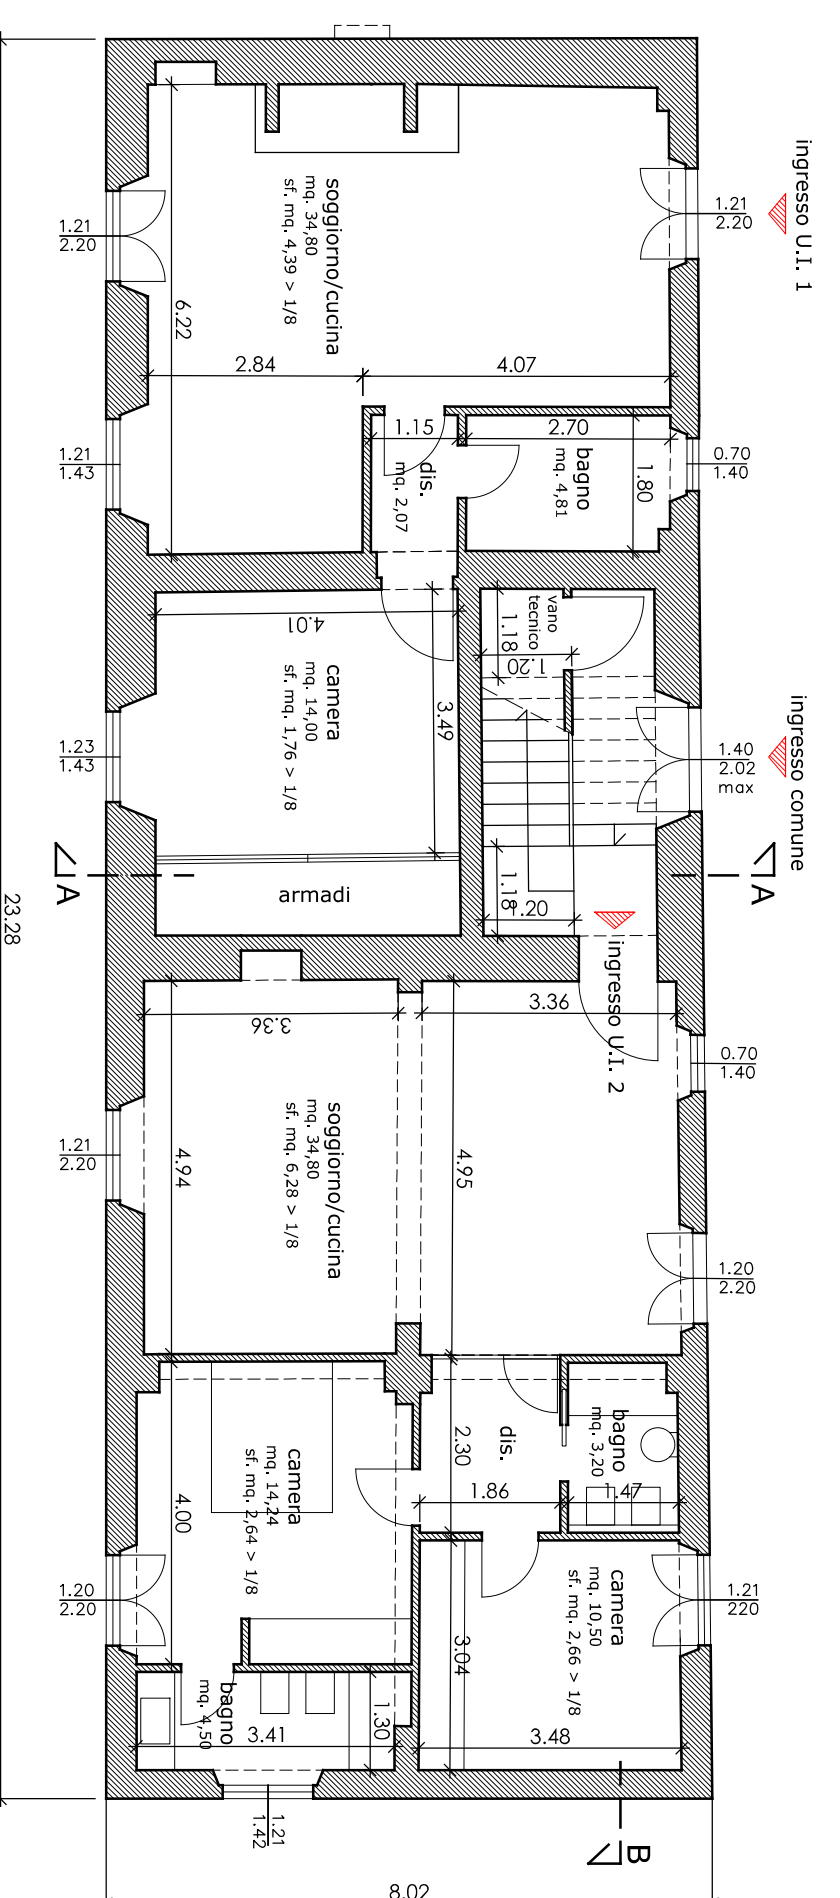 ingresso U.I. 1
1.21
2.20
1.21
2.20
soggiorno/cucina
mq. 34,80
sf. mq. 4,39 > 1/8
6.22
2.84
4.07
1.15
2.70
1.21
1.43
dis.
mq. 2,07
bagno
mq. 4,81
1.80
0.70
1.40
4.01
vano
tecnico
1.18
1.20
camera
mq. 14,00
sf. mq. 1,76 > 1/8
3.49
ingresso comune
1.23
1.43
1.40
2.02
max
A
A
armadi
1.18
1.20
23.28
ingresso U.I. 2
3.36
3.36
0.70
1.40
soggiorno/cucina
mq. 34,80
sf. mq. 6,28 > 1/8
1.21
2.20
4.94
4.95
1.20
2.20
camera
mq. 14,24
sf. mq. 2,64 > 1/8
dis.
2.30
bagno
mq. 3,20
1.86
1.47
4.00
1.20
2.20
camera
mq. 10,50
sf. mq. 2,66 > 1/8
1.21
220
3.04
bagno
mq. 4,50
3.41
1.30
3.48
1.21
1.42
B
8.02